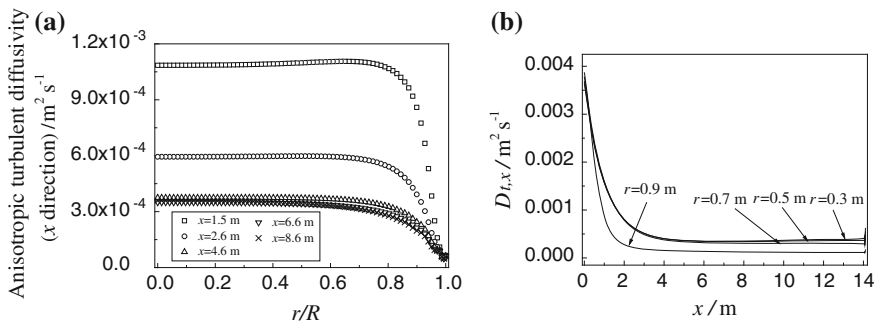 (a)
Anisotropic turbulent diffusivity
(x direction) / m² s⁻¹
1.2x10⁻³
9.0x10⁻⁴
6.0x10⁻⁴
3.0x10⁻⁴
0.0
x=1.5 m
x=2.6 m
x=4.6 m
x=6.6 m
x=8.6 m
0.0 0.2 0.4 0.6 0.8 1.0
r/R
(b)
D t,x / m² s⁻¹
0.004
0.003
0.002
0.001
0.000
r=0.9 m
r=0.7 m
r=0.5 m
r=0.3 m
0 2 4 6 8 10 12 14
x / m